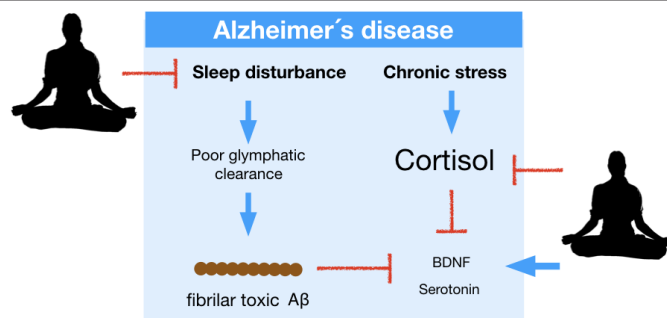 Alzheimer´s disease
Sleep disturbance
Chronic stress
Poor glymphatic
clearance
Cortisol
fibrilar toxic Aβ
BDNF
Serotonin